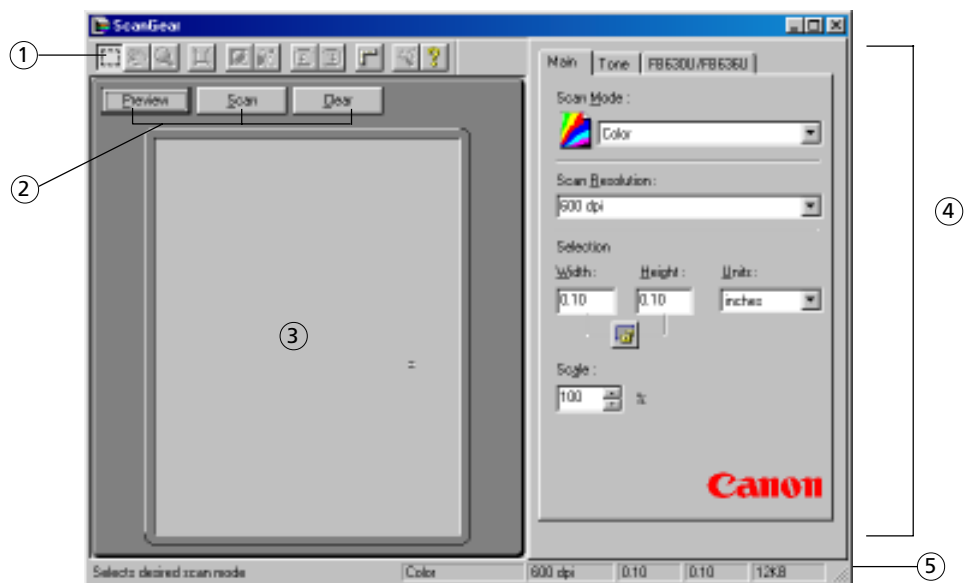 ScanGear
①
Preview Scan Clear
②
③
Main Tone FB630U/FB636U
Scan Mode :
Color
Scan Resolution :
600 dpi
Selection
Width : Height : Units :
0.10 0.10 inches
Scale :
100 %
Canon
④
Selects desired scan mode Color 600 dpi 0.10 0.10 12KB
⑤